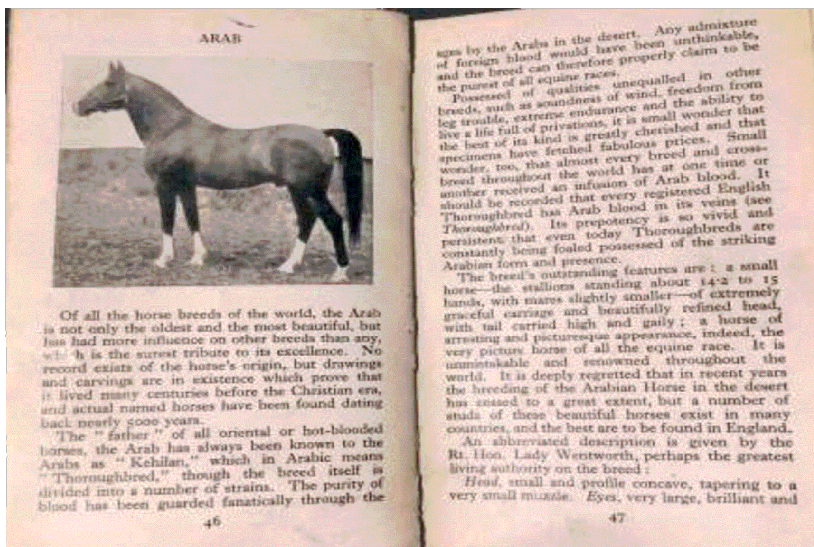 ARAB
Of all the horse breeds of the world, the Arab
is not only the oldest and the most beautiful, but
has had more influence on other breeds than any,
which is the surest tribute to its excellence. No
record exists of the horse's origin, but drawings
and carvings are in existence which prove that
it lived many centuries before the Christian era,
and actual named horses have been found dating
back nearly 5000 years.
The "father" of all oriental or hot-blooded
horses, the Arab has always been known to the
Arabs as "Kehilan," which in Arabic means
"Thoroughbred," though the breed itself is
divided into a number of strains. The purity of
blood has been guarded fanatically through the
46
ages by the Arabs in the desert. Any admixture
of foreign blood would have been unthinkable,
and the breed can therefore properly claim to be
the purest of all equine races.
Possessed of qualities unequalled in other
breeds, such as soundness of wind, freedom from
leg trouble, extreme endurance and the ability to
live a life full of privations, it is small wonder that
the best of its kind is greatly cherished and that
specimens have fetched fabulous prices. Small
wonder, too, that almost every breed and cross-
breed throughout the world has at one time or
another received an infusion of Arab blood. It
should be recorded that every registered English
Thoroughbred has Arab blood in its veins (see
Thoroughbred). Its prepotency is so vivid and
persistent that even today Thoroughbreds are
constantly being foaled possessed of the striking
Arabian form and presence.
The breed's outstanding features are: a small
horse—the stallions standing about 14·2 to 15
hands, with mares slightly smaller—of extremely
graceful carriage and beautifully refined head,
with tail carried high and gaily; a horse of
arresting and picturesque appearance, indeed, the
very picture horse of all the equine race. It is
unmistakable and renowned throughout the
world. It is deeply regretted that in recent years
the breeding of the Arabian Horse in the desert
has ceased to a great extent, but a number of
studs of these beautiful horses exist in many
countries, and the best are to be found in England.
An abbreviated description is given by the
Rt. Hon. Lady Wentworth, perhaps the greatest
living authority on the breed:
Head, small and profile concave, tapering to a
very small muzzle. Eyes, very large, brilliant and
47